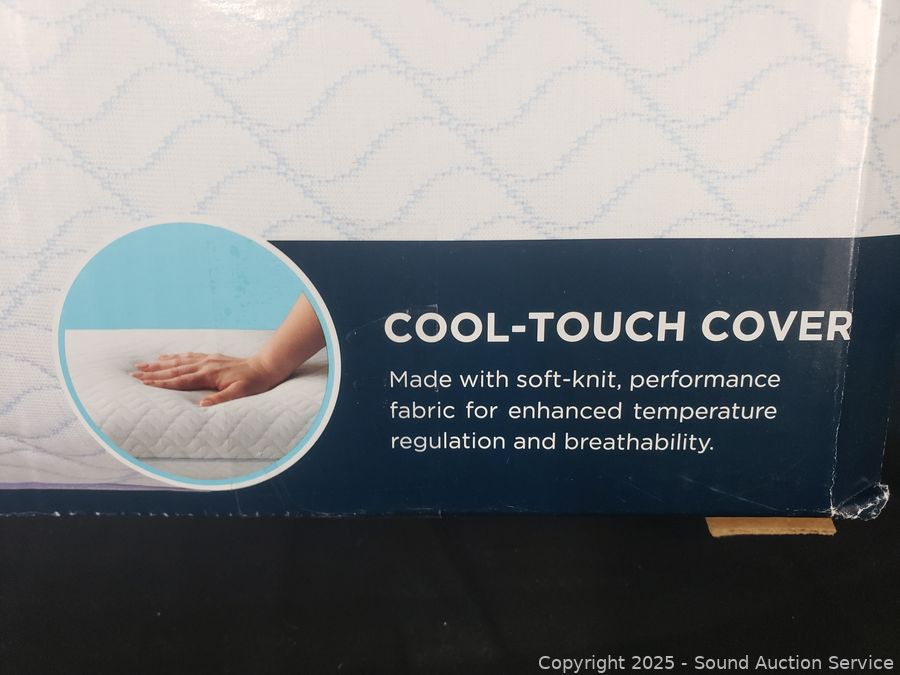 COOL-TOUCH COVER
Made with soft-knit, performance
fabric for enhanced temperature
regulation and breathability.
Copyright 2025 - Sound Auction Service